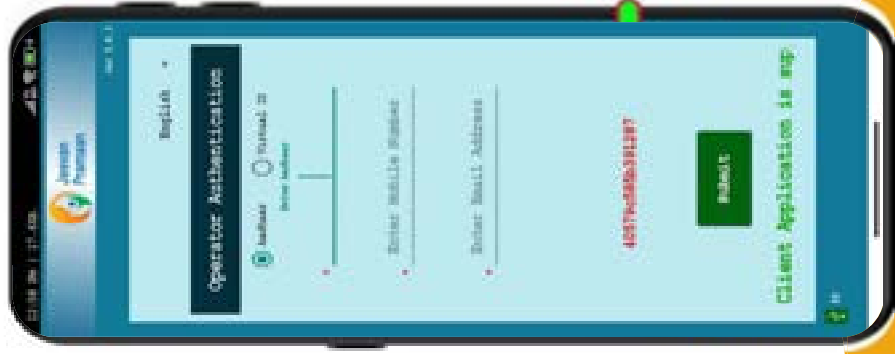 Jeevan
Pramaan
English
Operator Authentication
Aadhaar
Virtual ID
Enter Aadhaar
* Enter Mobile Number
* Enter Email Address
Submit
Client Application is sup